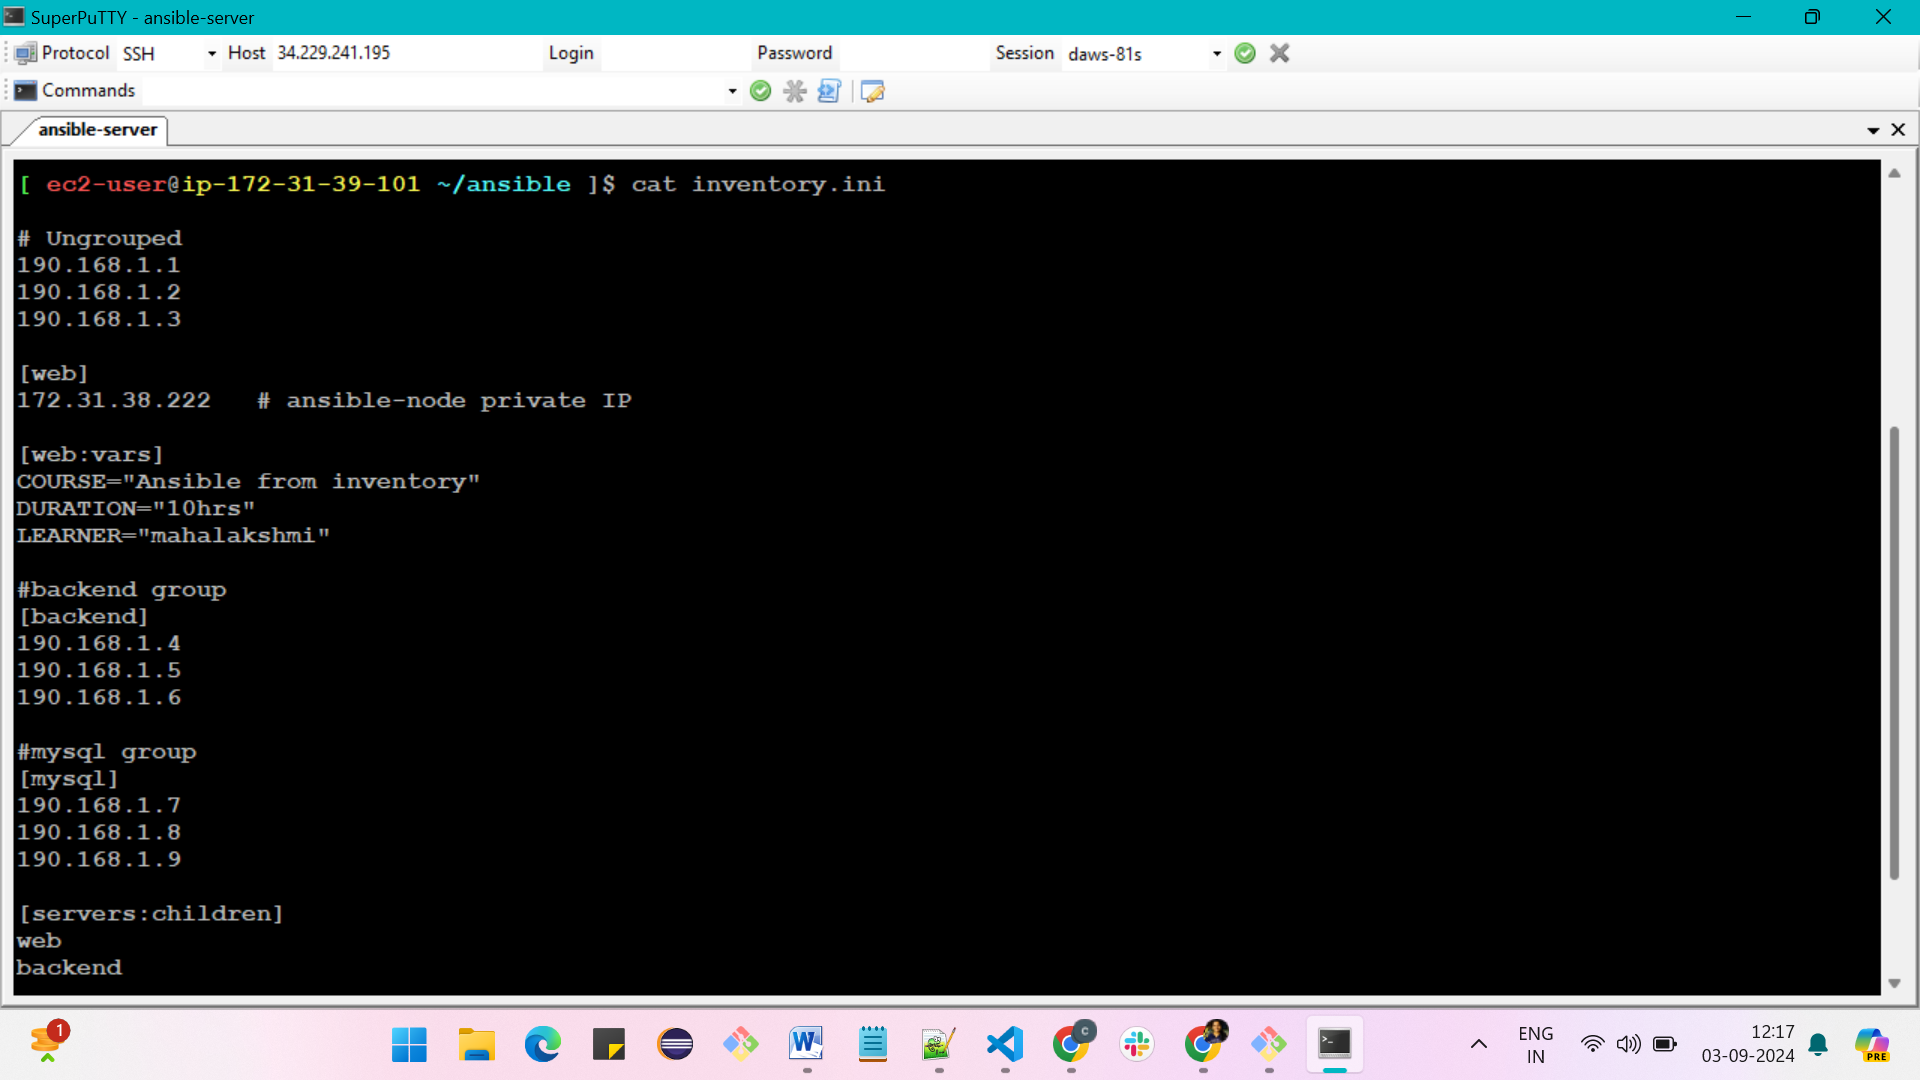 SuperPuTTY - ansible-server
Protocol SSH Host 34.229.241.195 Login Password Session daws-81s
Commands
ansible-server
[ ec2-user@ip-172-31-39-101 ~/ansible ]$ cat inventory.ini
# Ungrouped
190.168.1.1
190.168.1.2
190.168.1.3
[web]
172.31.38.222   # ansible-node private IP
[web:vars]
COURSE="Ansible from inventory"
DURATION="10hrs"
LEARNER="mahalakshmi"
#backend group
[backend]
190.168.1.4
190.168.1.5
190.168.1.6
#mysql group
[mysql]
190.168.1.7
190.168.1.8
190.168.1.9
[servers:children]
web
backend
1
W
C
ENG
IN
12:17
03-09-2024
PRE